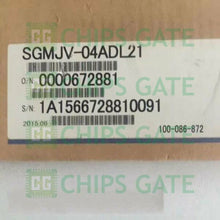 CHIPS GATE
SGMJV-04ADL21
O/N 0000672881
S/N 1A1566728810091
2015.06
100-086-872
CHIPS GATE